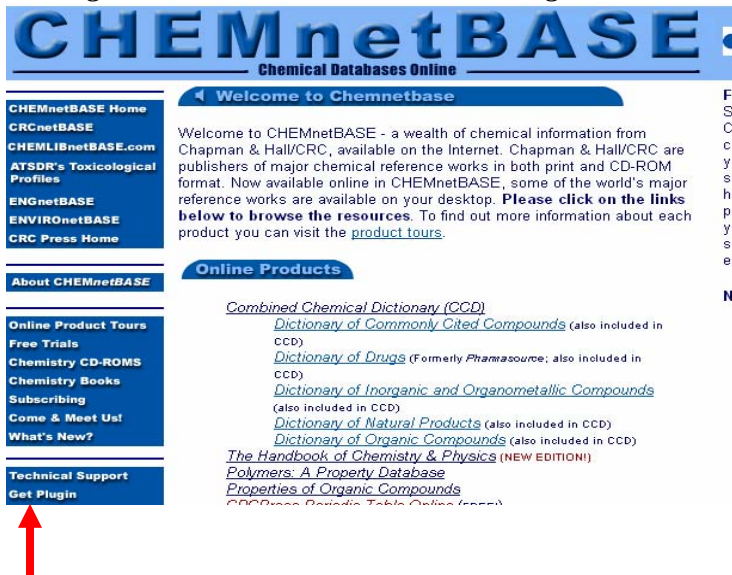 CHEMnetBASE
Chemical Databases Online
CHEMnetBASE Home
CRCnetBASE
CHEMLIBnetBASE.com
ATSDR's Toxicological
Profiles
ENGnetBASE
ENVIROnetBASE
CRC Press Home
About CHEMnetBASE
Online Product Tours
Free Trials
Chemistry CD-ROMS
Chemistry Books
Subscribing
Come & Meet Us!
What's New?
Technical Support
Get Plugin
Welcome to Chemnetbase
Welcome to CHEMnetBASE - a wealth of chemical information from
Chapman & Hall/CRC, available on the Internet. Chapman & Hall/CRC are
publishers of major chemical reference works in both print and CD-ROM
format. Now available online in CHEMnetBASE, some of the world's major
reference works are available on your desktop. Please click on the links
below to browse the resources. To find out more information about each
product you can visit the product tours.
Online Products
Combined Chemical Dictionary (CCD)
Dictionary of Commonly Cited Compounds (also included in
CCD)
Dictionary of Drugs (Formerly Pharmasource; also included in
CCD)
Dictionary of Inorganic and Organometallic Compounds
(also included in CCD)
Dictionary of Natural Products (also included in CCD)
Dictionary of Organic Compounds (also included in CCD)
The Handbook of Chemistry & Physics (NEW EDITION!)
Polymers: A Property Database
Properties of Organic Compounds